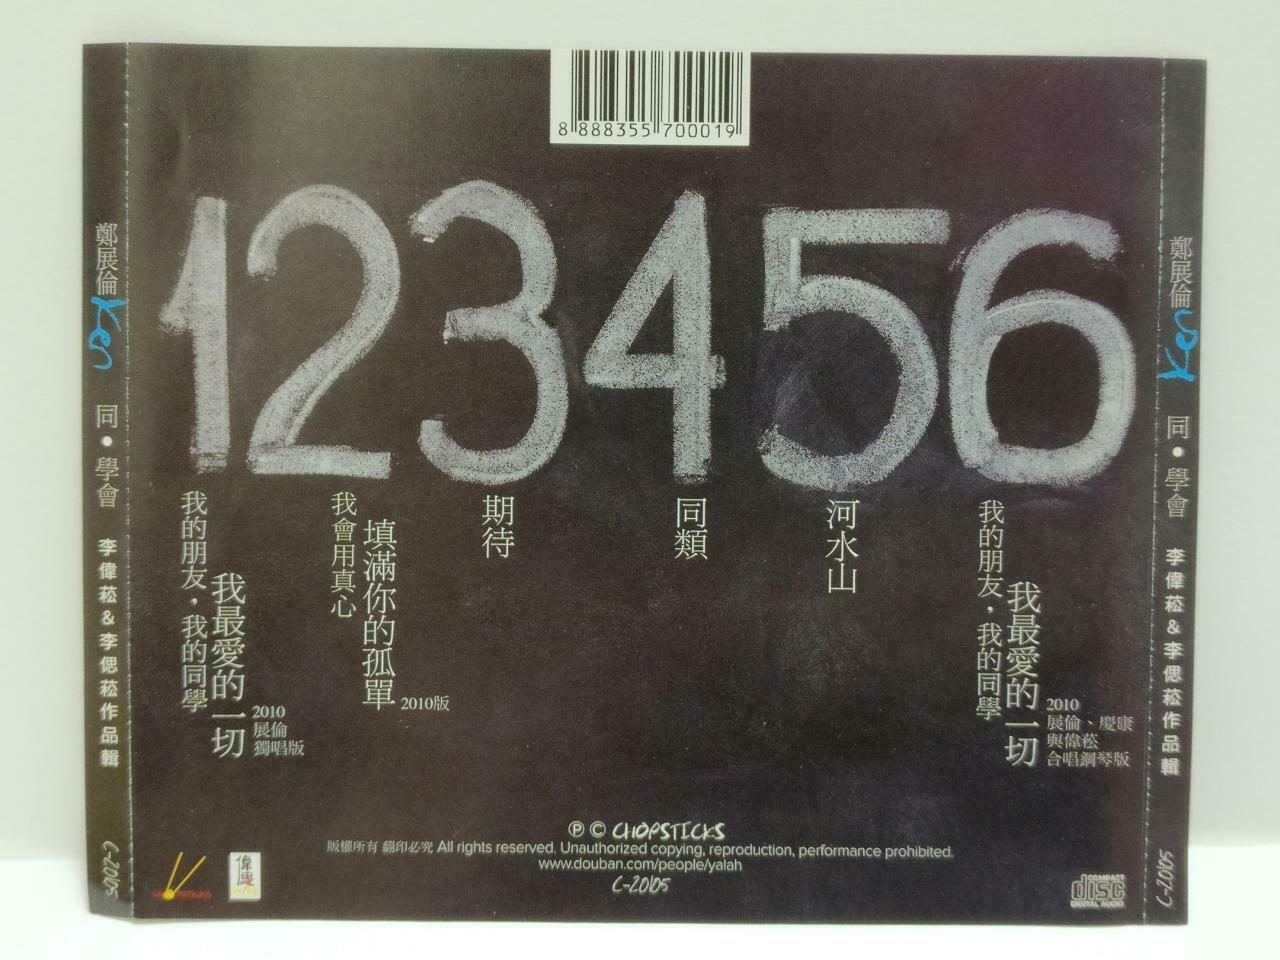 8 888355 700019
鄭展倫 Ken 同•學會 李偉菘&李偲菘作品輯 C-20105
1
我的朋友，我的同學
我最愛的一切
2010
展倫
獨唱版
2
我會用真心
填滿你的孤單
2010版
3
期待
4
同類
5
河水山
6
我的朋友，我的同學
我最愛的一切
2010
展倫、慶康
與偉菘
合唱鋼琴版
℗ © CHOPSTICKS
版權所有 翻印必究 All rights reserved. Unauthorized copying, reproduction, performance prohibited.
www.douban.com/people/yalah
C-20105
偉思
COMPACT
disc
DIGITAL AUDIO
鄭展倫 Ken 同•學會 李偉菘&李偲菘作品輯 C-20105